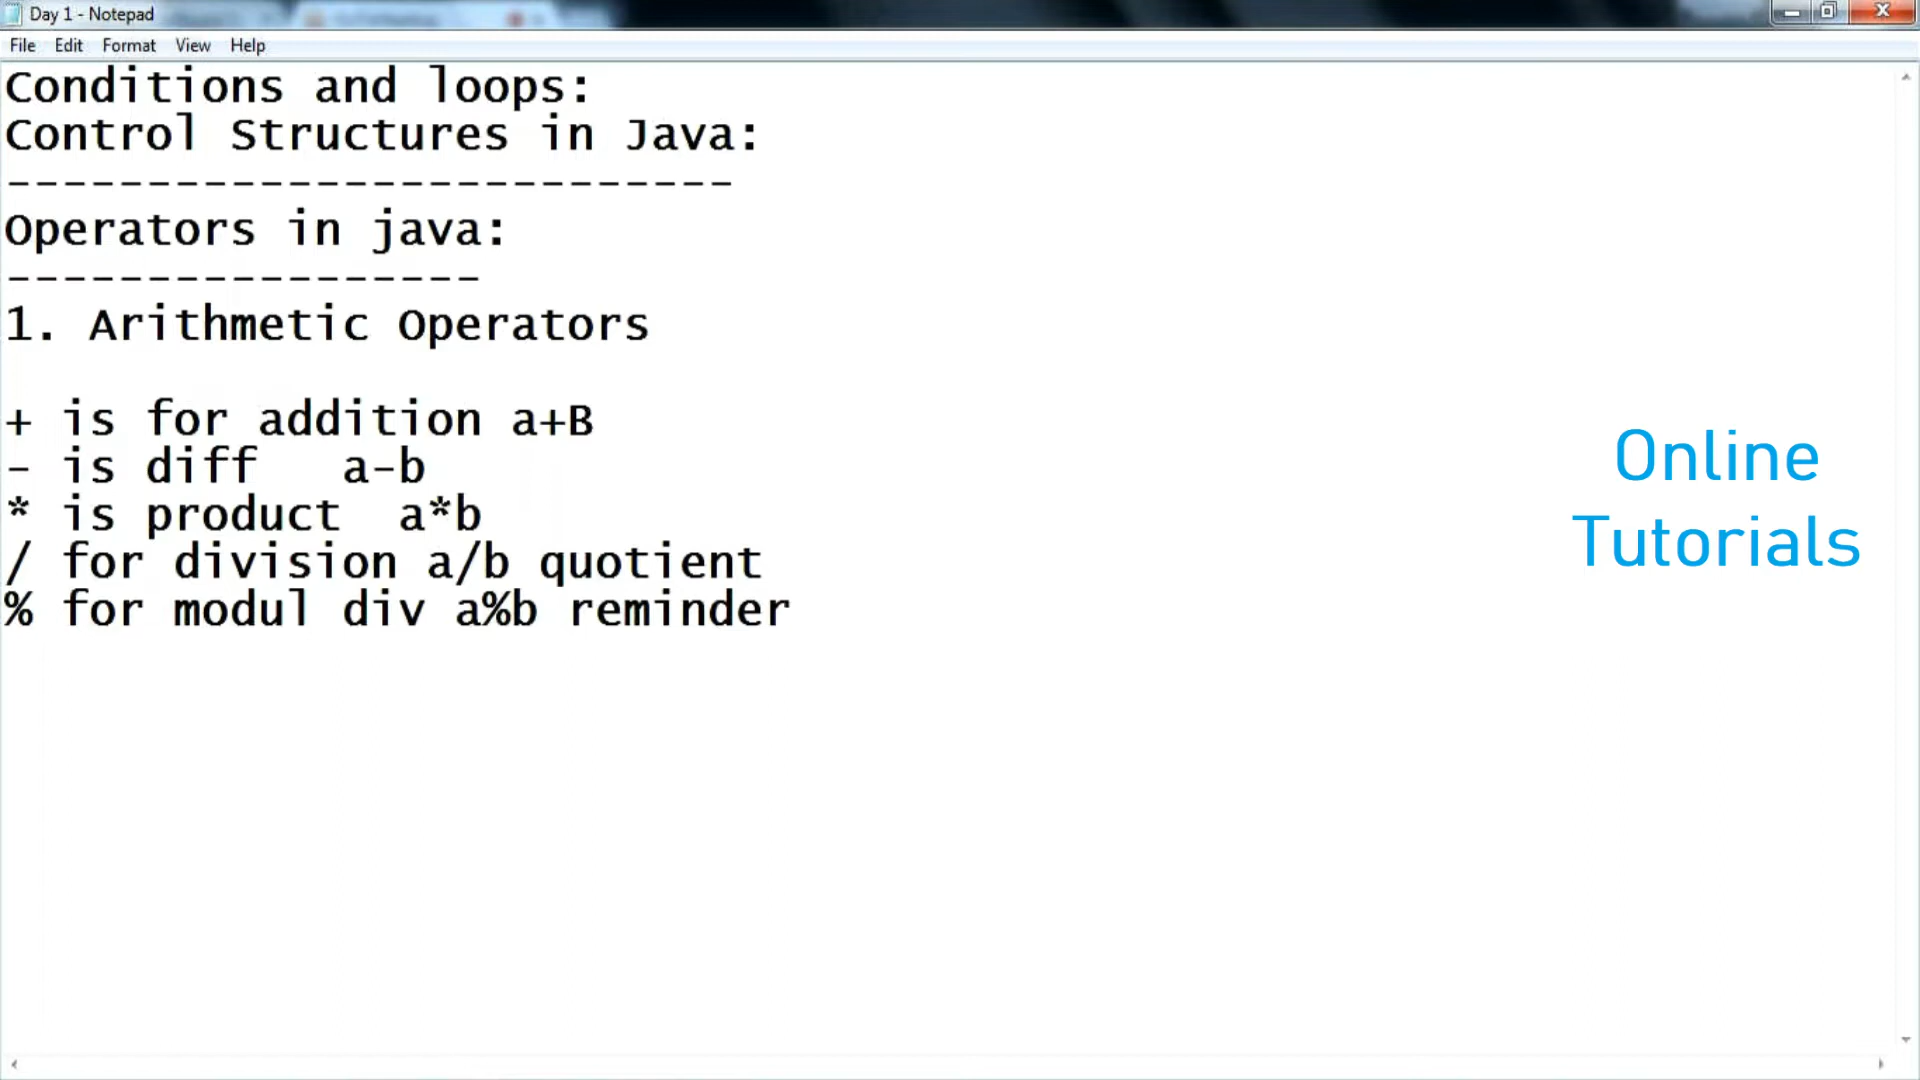 Day 1 - Notepad
File Edit Format View Help
Conditions and loops:
Control Structures in Java:
--------------------------
Operators in java:
-----------------
1. Arithmetic Operators
+ is for addition a+B
- is diff   a-b
* is product  a*b
/ for division a/b quotient
% for modul div a%b reminder
Online
Tutorials